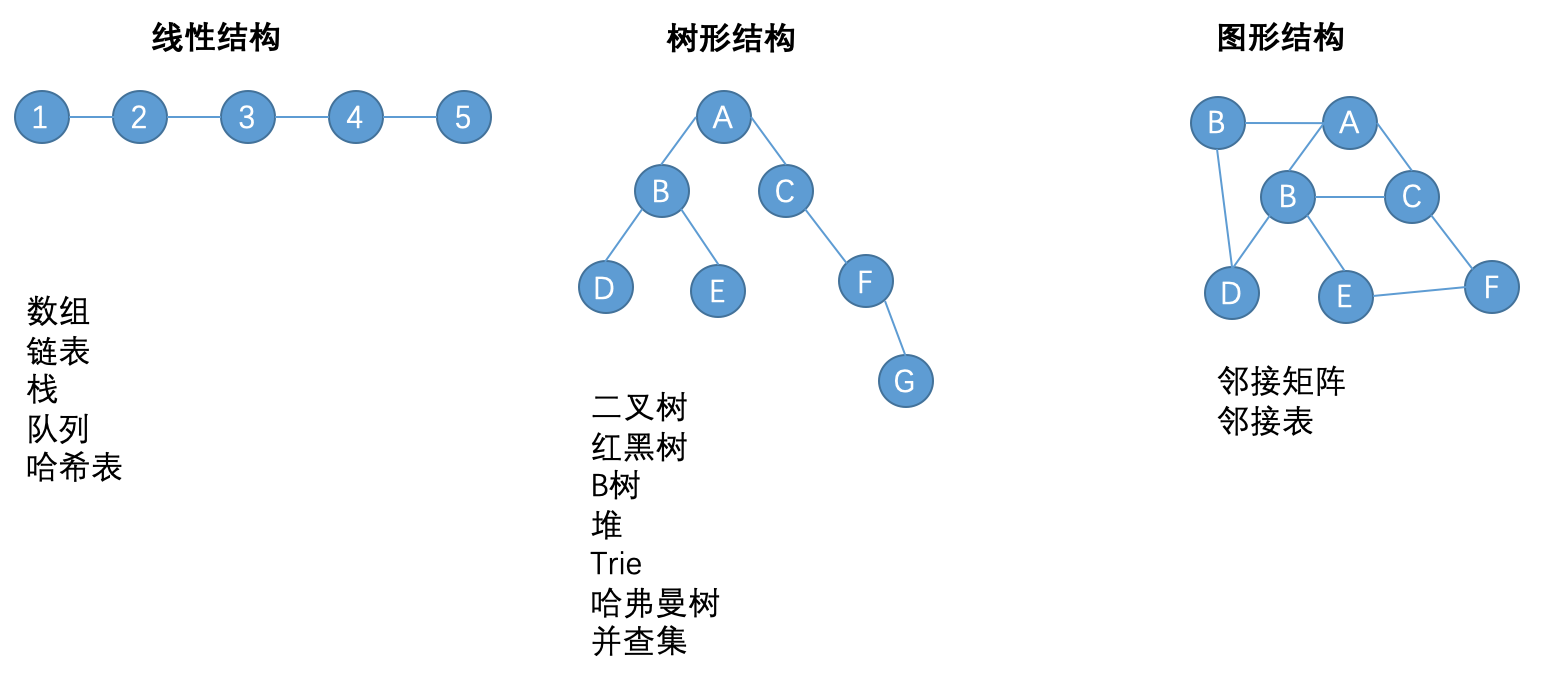 线性结构
1 2 3 4 5
数组
链表
栈
队列
哈希表
树形结构
A
B C
D E F
G
二叉树
红黑树
B树
堆
Trie
哈弗曼树
并查集
图形结构
B A
B C
D E F
邻接矩阵
邻接表